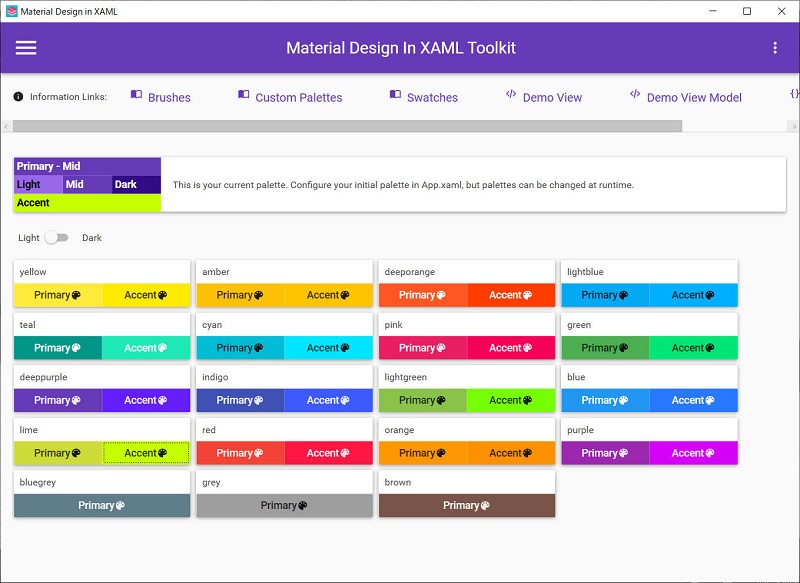 Material Design in XAML
Material Design In XAML Toolkit
Information Links: Brushes Custom Palettes Swatches Demo View Demo View Model
Primary - Mid
Light Mid Dark
Accent
This is your current palette. Configure your initial palette in App.xaml, but palettes can be changed at runtime.
Light Dark
yellow amber deeporange lightblue
Primary Accent Primary Accent Primary Accent Primary Accent
teal cyan pink green
Primary Accent Primary Accent Primary Accent Primary Accent
deeppurple indigo lightgreen blue
Primary Accent Primary Accent Primary Accent Primary Accent
lime red orange purple
Primary Accent Primary Accent Primary Accent Primary Accent
bluegrey grey brown
Primary Primary Primary